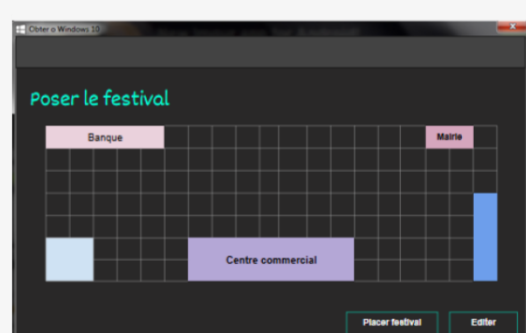 Obter o Windows 10
Poser le festival
Banque
Mairie
Centre commercial
Placer festival
Editer